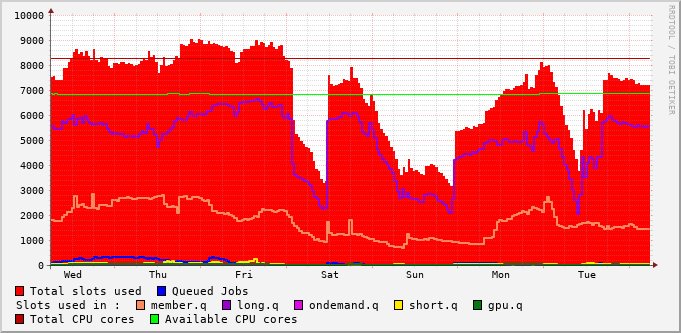 RRDTOOL / TOBI OETIKER
10000
9000
8000
7000
6000
5000
4000
3000
2000
1000
0
Wed Thu Fri Sat Sun Mon Tue
Total slots used Queued Jobs
Slots used in : member.q long.q ondemand.q short.q gpu.q
Total CPU cores Available CPU cores